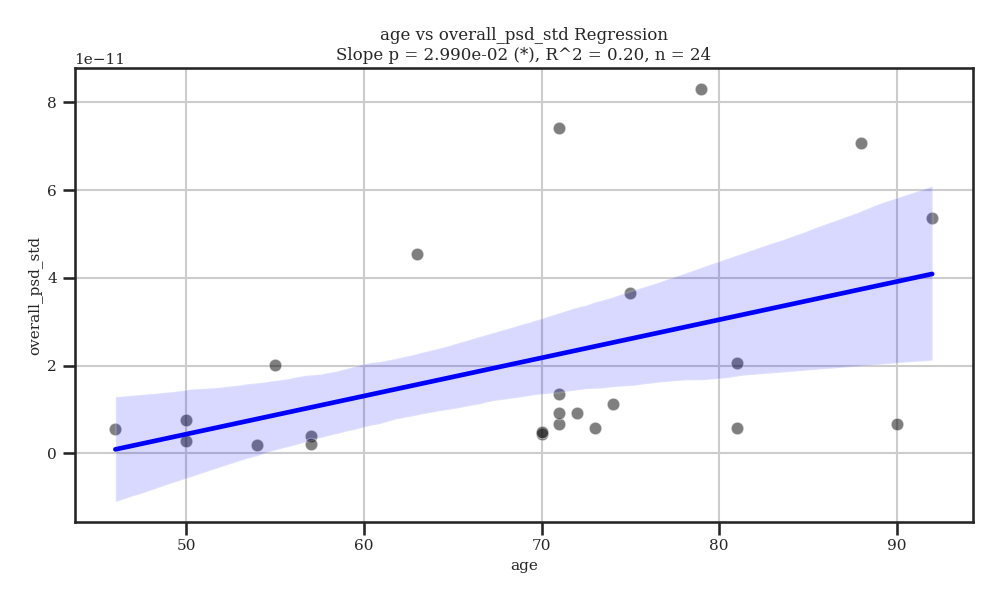 age vs overall_psd_std Regression
Slope p = 2.990e-02 (*), R^2 = 0.20, n = 24
1e−11
8
6
4
2
0
overall_psd_std
50 60 70 80 90
age